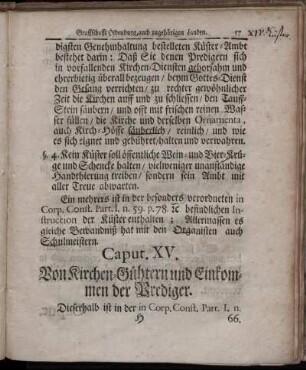 Graffschafft Oldenburg, auch zugehörigen Landen. 57
XIV. Küster
digsten Genehmhaltung bestelleten Küster-Ambt
bestehet darin: Daß Sie denen Predigern sich
in vorfallenden Kirchen-Diensten gehorsahm und
ehrerbietig überall bezeugen / beym Gottes-Dienst
den Gesang verrichten / zu rechter gewöhnlicher
Zeit die Kirchen auff und zu schliessen / den Tauff-
Stein säubern / und offt mit frischen reinen Wasser
füllen / die Kirche und derselben Ornamenta,
auch Kirch-Höffe säuberlich / reinlich / und wie
es sich eignet und gebühret / halten und verwahren.
§. 4. Kein Küster soll öffentliche Wein- und Bier-Krü-
ge und Schencke halten / vielweniger unanständige
Handthierung treiben / sondern sein Ambt mit
aller Treue abwarten.
Ein mehrers ist in der besonders verordneten in
Corp. Const. Part. I. n. 59. p. 78. &c befindlichen In-
struction der Küster enthalten; Allermassen es
gleiche Bewandniß hat mit den Organisten auch
Schulmeistern.
Caput. XV.
Von Kirchen-Gühtern und Einkom-
men der Prediger.
Dieserhalb ist in der in Corp. Const. Part. I. n.
H 66.